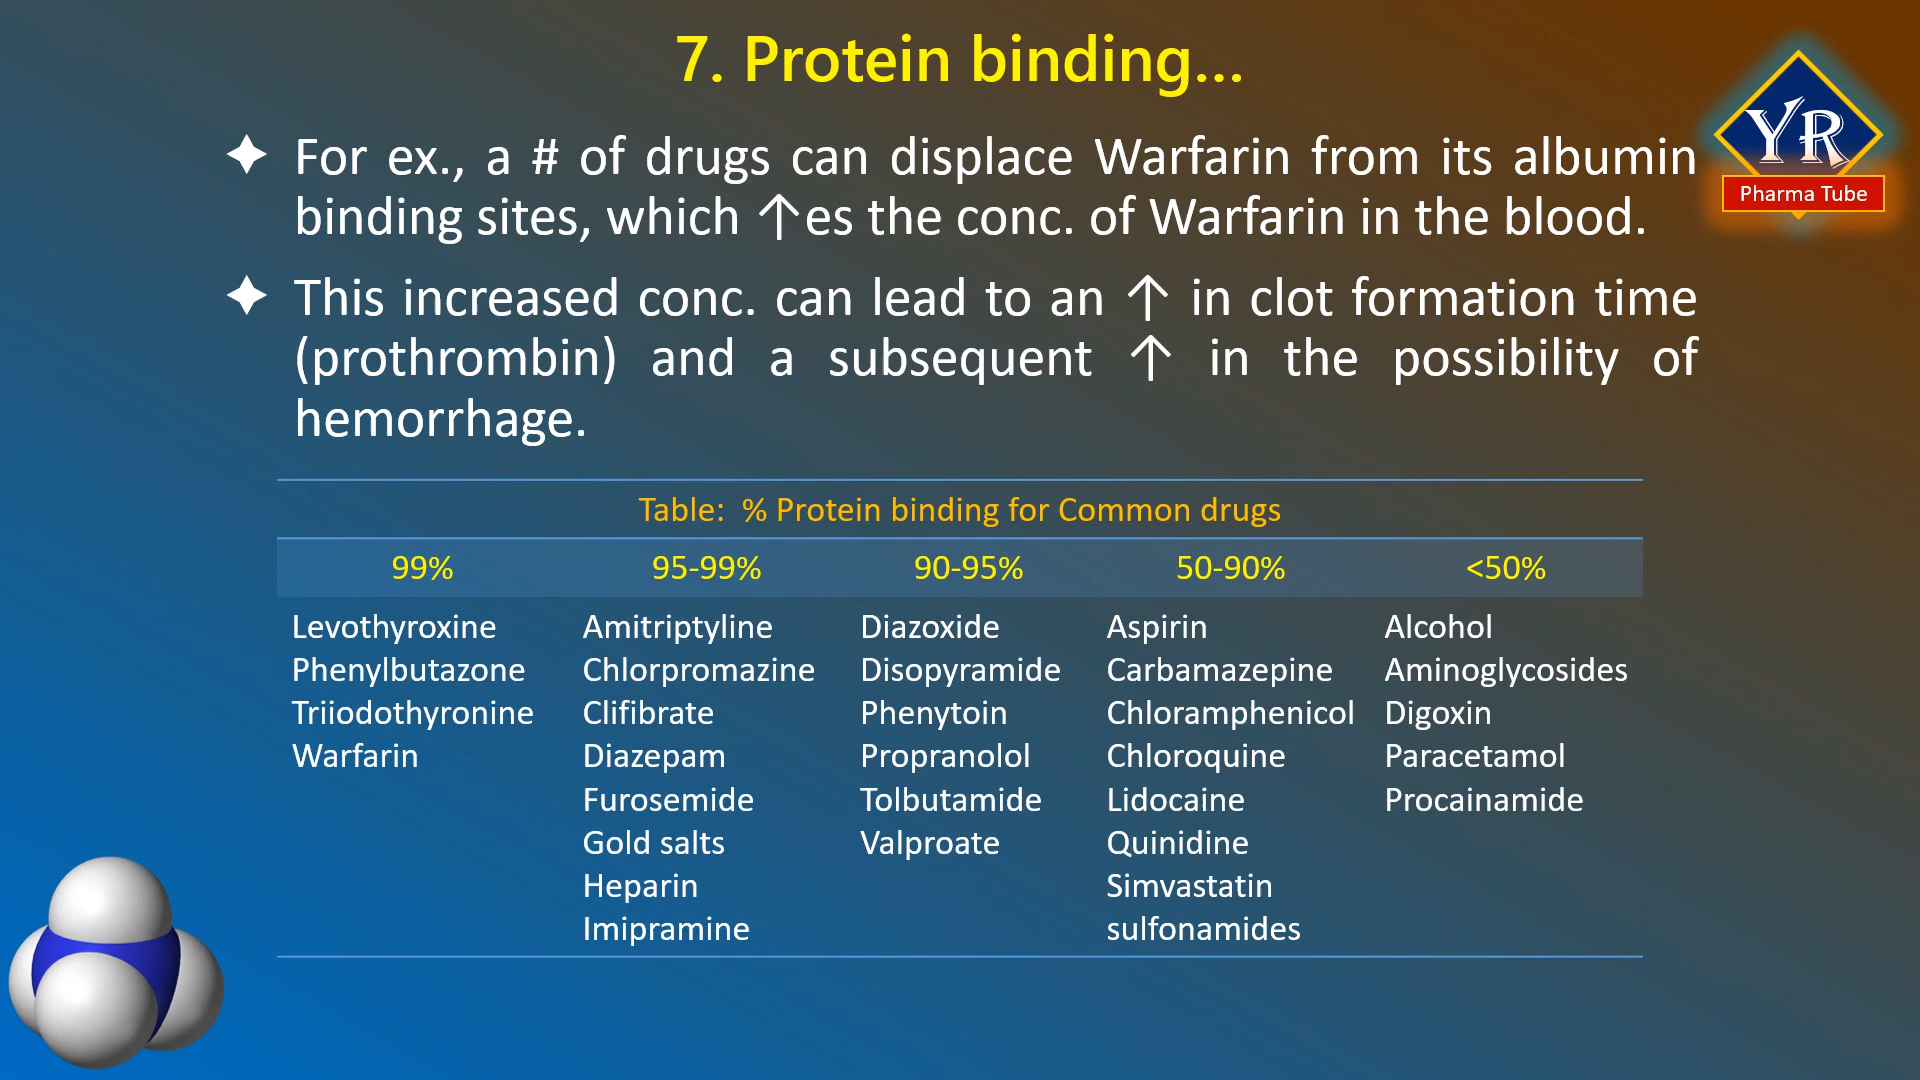 7. Protein binding...
For ex., a # of drugs can displace Warfarin from its albumin
binding sites, which ↑es the conc. of Warfarin in the blood.
This increased conc. can lead to an ↑ in clot formation time
(prothrombin) and a subsequent ↑ in the possibility of
hemorrhage.
YR
Pharma Tube
Table: % Protein binding for Common drugs
99% 95-99% 90-95% 50-90% <50%
Levothyroxine Amitriptyline Diazoxide Aspirin Alcohol
Phenylbutazone Chlorpromazine Disopyramide Carbamazepine Aminoglycosides
Triiodothyronine Clifibrate Phenytoin Chloramphenicol Digoxin
Warfarin Diazepam Propranolol Chloroquine Paracetamol
Furosemide Tolbutamide Lidocaine Procainamide
Gold salts Valproate Quinidine
Heparin Simvastatin
Imipramine sulfonamides